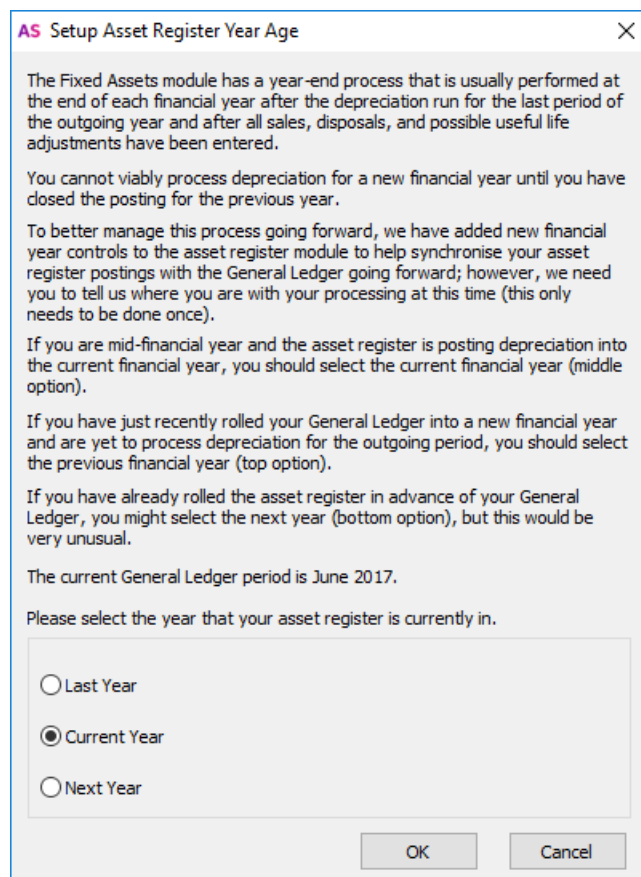 AS Setup Asset Register Year Age
The Fixed Assets module has a year-end process that is usually performed at
the end of each financial year after the depreciation run for the last period of
the outgoing year and after all sales, disposals, and possible useful life
adjustments have been entered.
You cannot viably process depreciation for a new financial year until you have
closed the posting for the previous year.
To better manage this process going forward, we have added new financial
year controls to the asset register module to help synchronise your asset
register postings with the General Ledger going forward; however, we need
you to tell us where you are with your processing at this time (this only
needs to be done once).
If you are mid-financial year and the asset register is posting depreciation into
the current financial year, you should select the current financial year (middle
option).
If you have just recently rolled your General Ledger into a new financial year
and are yet to process depreciation for the outgoing period, you should select
the previous financial year (top option).
If you have already rolled the asset register in advance of your General
Ledger, you might select the next year (bottom option), but this would be
very unusual.
The current General Ledger period is June 2017.
Please select the year that your asset register is currently in.
Last Year
Current Year
Next Year
OK Cancel